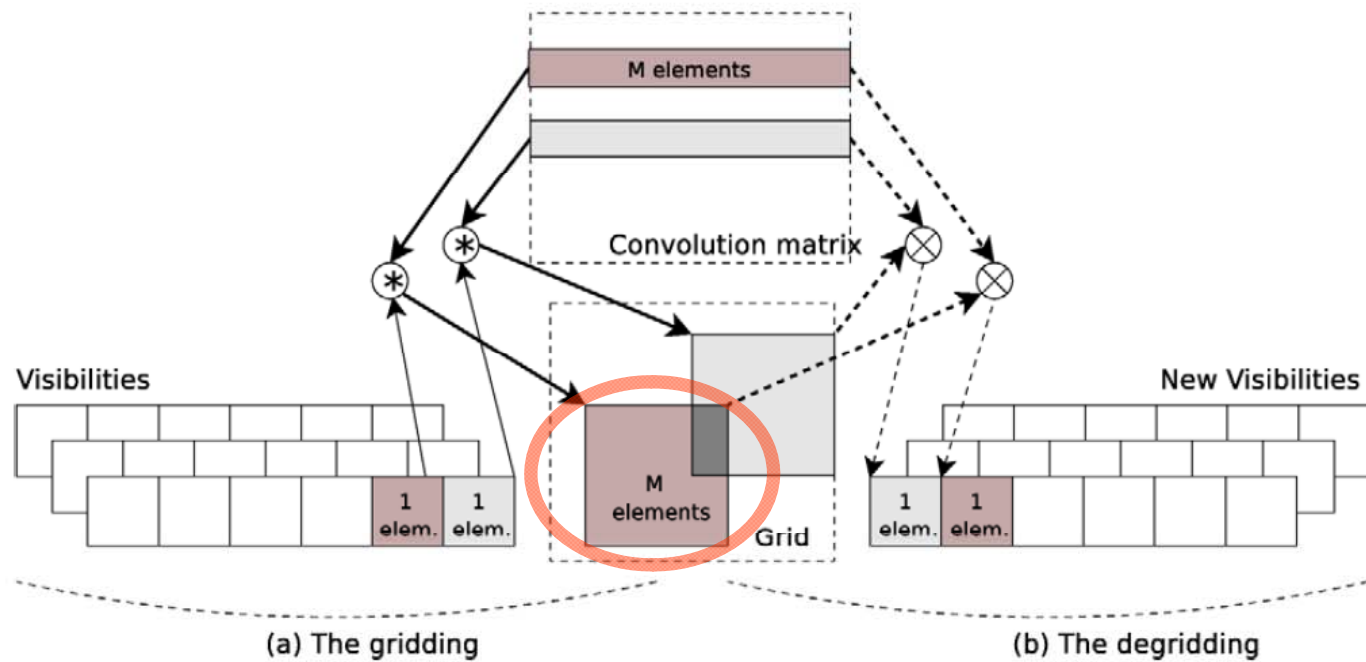 M elements
Convolution matrix
Visibilities
New Visibilities
1
elem.
1
elem.
M
elements
Grid
1
elem.
1
elem.
(a) The gridding
(b) The degridding